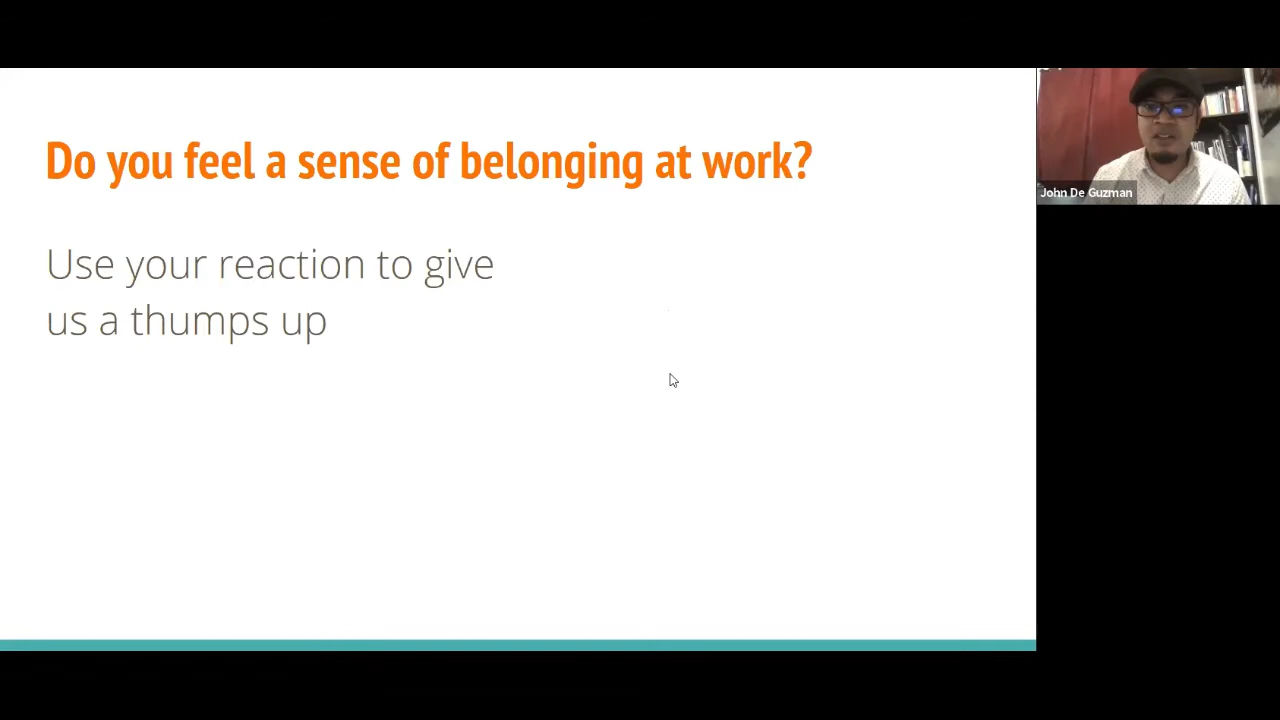 Do you feel a sense of belonging at work?
Use your reaction to give
us a thumps up
John De Guzman